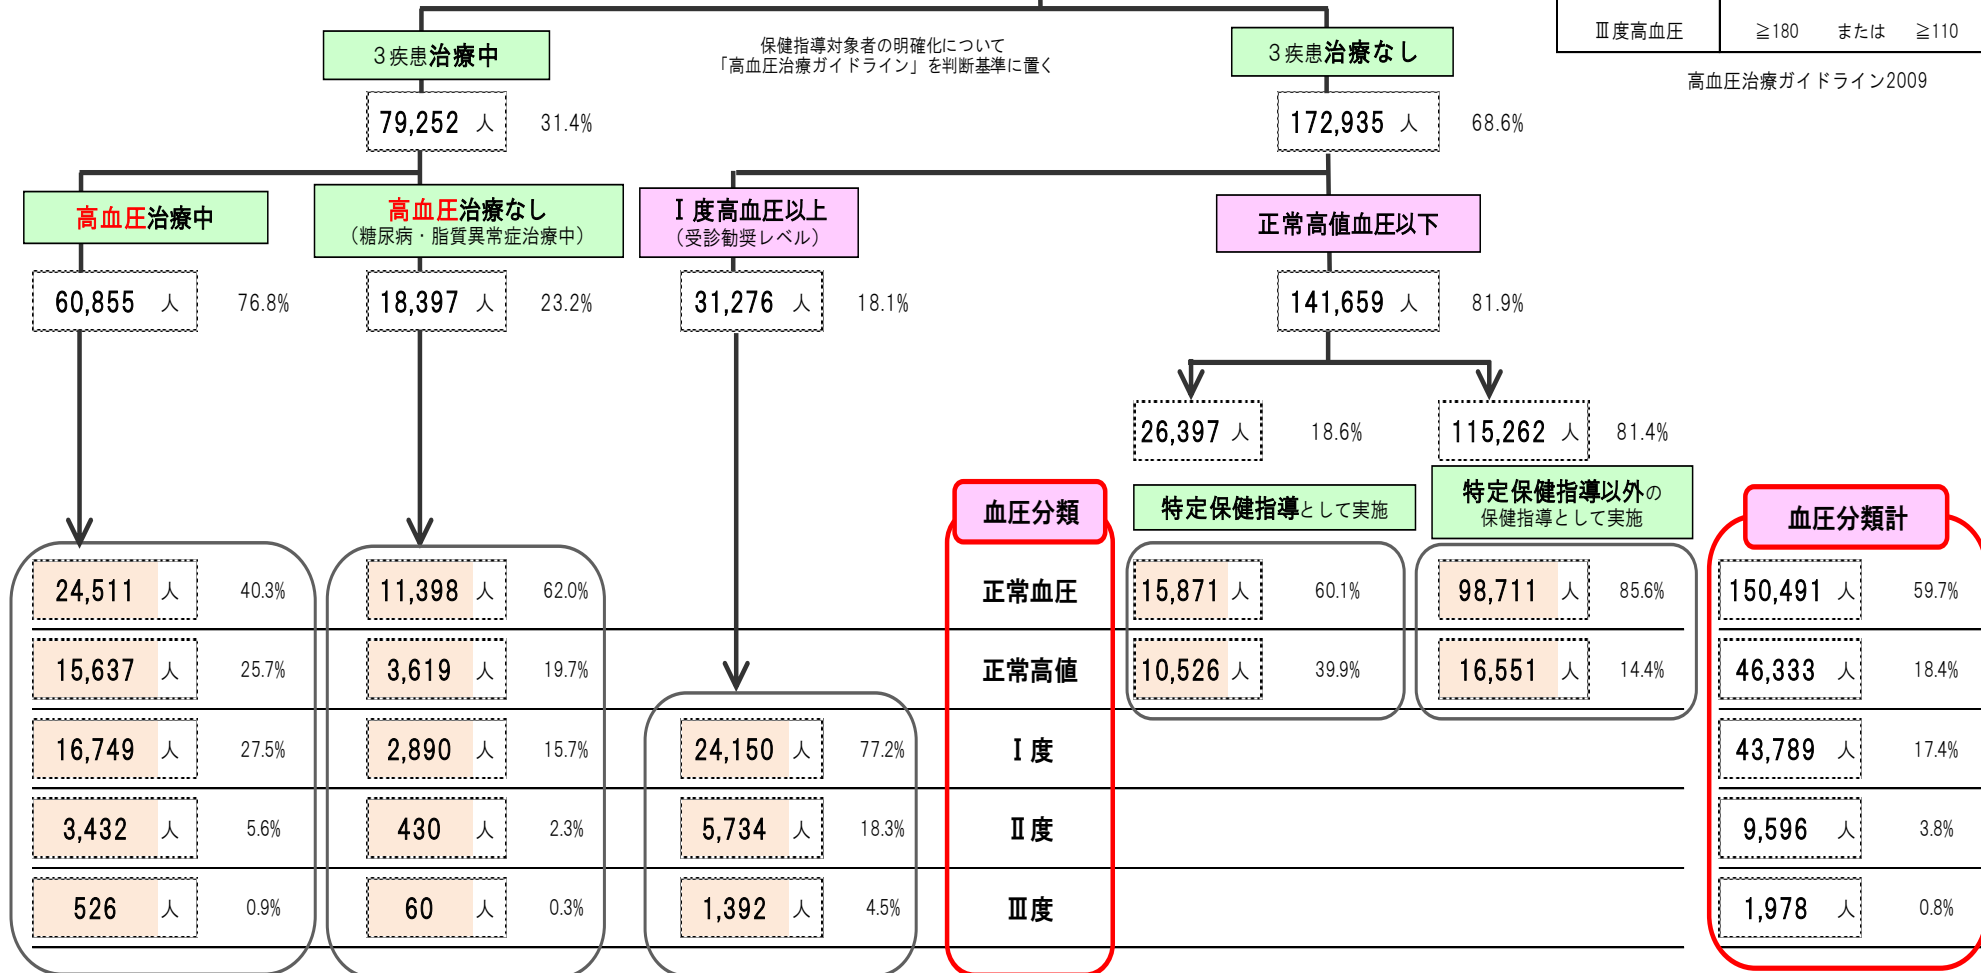 Ⅲ度高血圧 ≧180 または ≧110
高血圧治療ガイドライン2009
3疾患治療中
保健指導対象者の明確化について
「高血圧治療ガイドライン」を判断基準に置く
3疾患治療なし
79,252 人 31.4%
172,935 人 68.6%
高血圧治療中
高血圧治療なし
(糖尿病・脂質異常症治療中)
Ⅰ度高血圧以上
(受診勧奨レベル)
正常高値血圧以下
60,855 人 76.8%
18,397 人 23.2%
31,276 人 18.1%
141,659 人 81.9%
26,397 人 18.6%
115,262 人 81.4%
血圧分類
特定保健指導として実施
特定保健指導以外の
保健指導として実施
血圧分類計
24,511 人 40.3% 11,398 人 62.0% 正常血圧 15,871 人 60.1% 98,711 人 85.6% 150,491 人 59.7%
15,637 人 25.7% 3,619 人 19.7% 正常高値 10,526 人 39.9% 16,551 人 14.4% 46,333 人 18.4%
16,749 人 27.5% 2,890 人 15.7% 24,150 人 77.2% Ⅰ度 43,789 人 17.4%
3,432 人 5.6% 430 人 2.3% 5,734 人 18.3% Ⅱ度 9,596 人 3.8%
526 人 0.9% 60 人 0.3% 1,392 人 4.5% Ⅲ度 1,978 人 0.8%